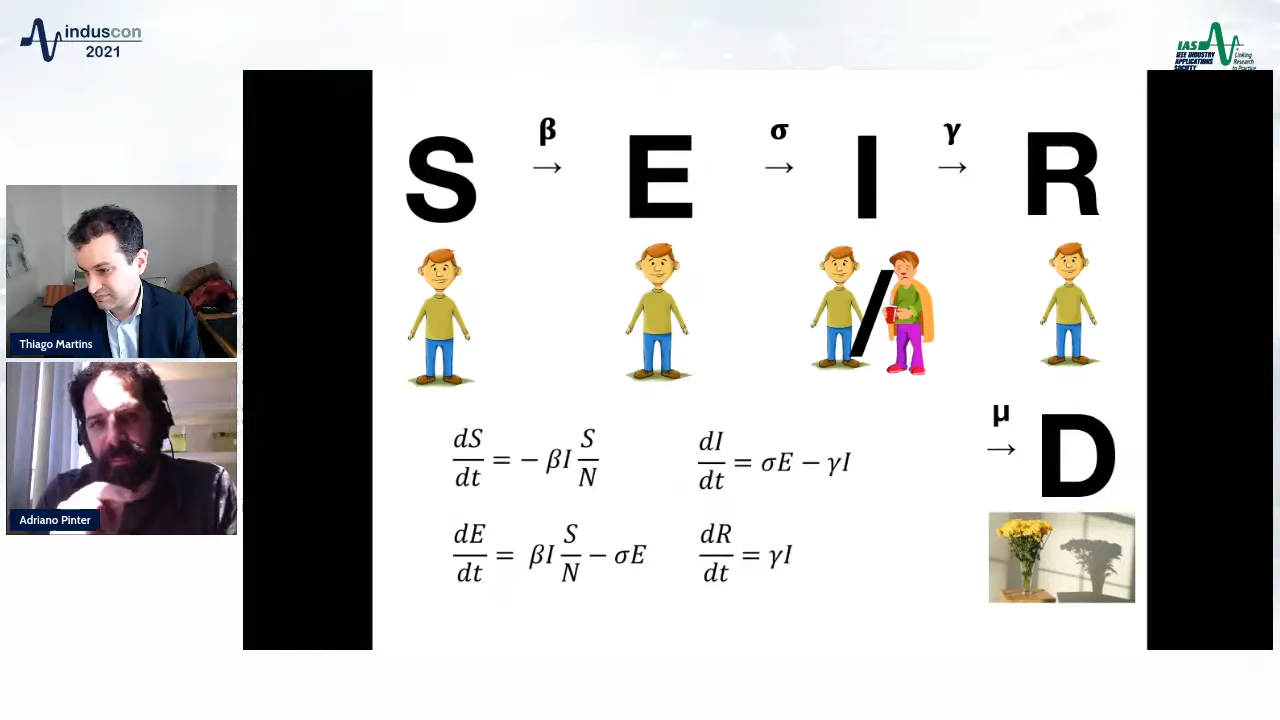 induscon
2021
IAS
IEEE INDUSTRY
APPLICATIONS
SOCIETY
Linking
Research
to Practice
β σ γ
S → E → I → R
μ
→ D
dS/dt = − βI S/N
dI/dt = σE − γI
dE/dt = βI S/N − σE
dR/dt = γI
Thiago Martins
Adriano Pinter